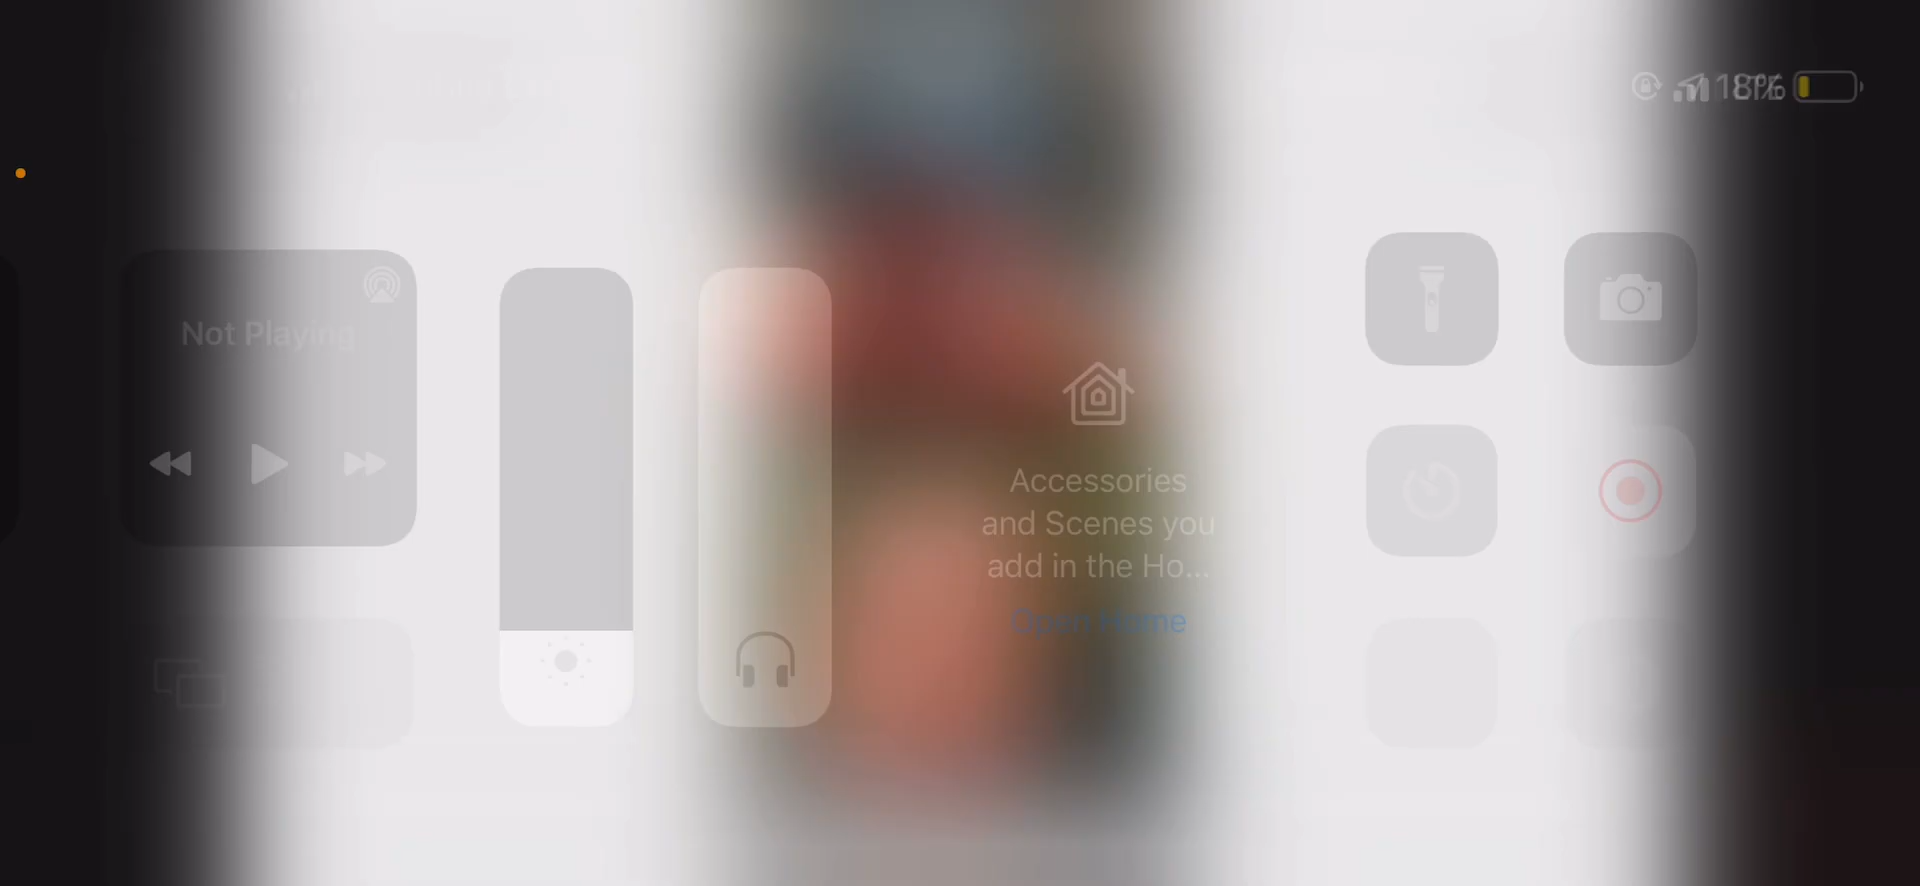 18%
Not Playing
Accessories
and Scenes you
add in the Ho...
Open Home